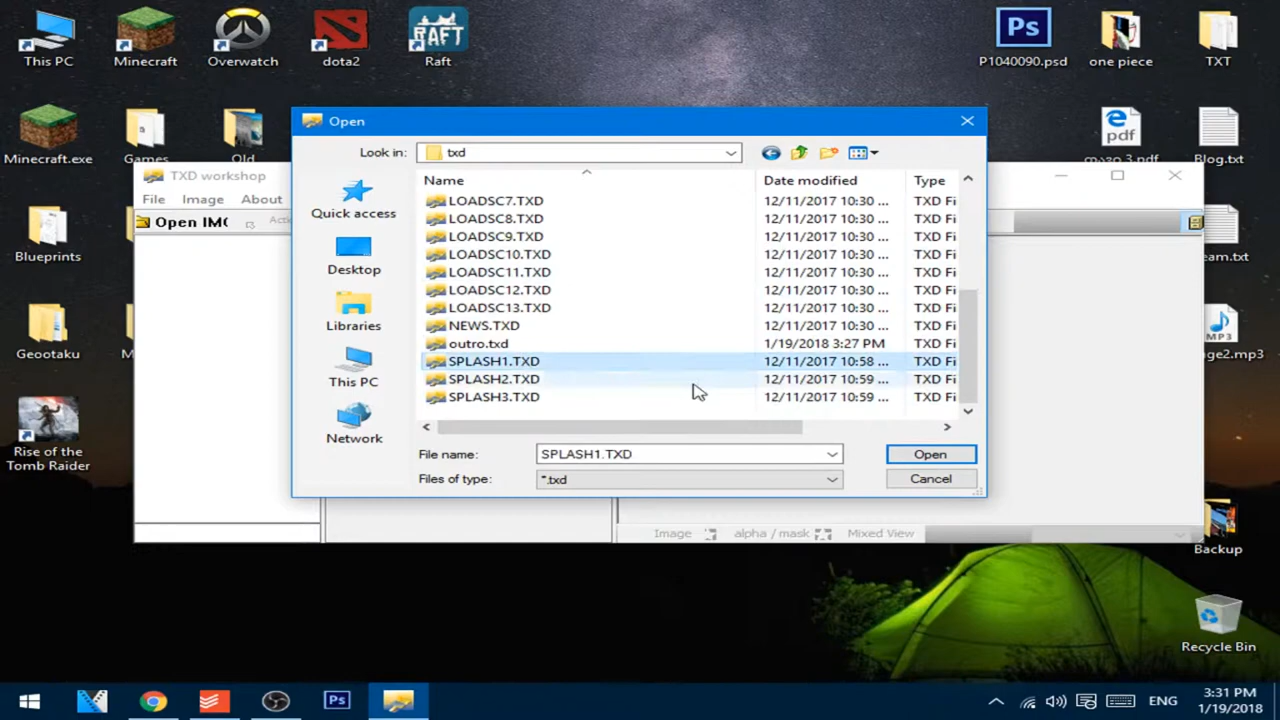 This PC
Minecraft
Overwatch
dota2
RAFT
Raft
Ps
P1040090.psd
one piece
TXT
Minecraft.exe
Games
Old
pdf
Blog.txt
Blueprints
eam.txt
Geootaku
Rise of the
Tomb Raider
Backup
Recycle Bin
TXD workshop
File
Image
About
Open IMG
Open
Look in:
txd
Quick access
Desktop
Libraries
This PC
Network
Name
Date modified
Type
LOADSC7.TXD
12/11/2017 10:30 ...
TXD Fi
LOADSC8.TXD
12/11/2017 10:30 ...
TXD Fi
LOADSC9.TXD
12/11/2017 10:30 ...
TXD Fi
LOADSC10.TXD
12/11/2017 10:30 ...
TXD Fi
LOADSC11.TXD
12/11/2017 10:30 ...
TXD Fi
LOADSC12.TXD
12/11/2017 10:30 ...
TXD Fi
LOADSC13.TXD
12/11/2017 10:30 ...
TXD Fi
NEWS.TXD
12/11/2017 10:30 ...
TXD Fi
outro.txd
1/19/2018 3:27 PM
TXD Fi
SPLASH1.TXD
12/11/2017 10:58 ...
TXD Fi
SPLASH2.TXD
12/11/2017 10:59 ...
TXD Fi
SPLASH3.TXD
12/11/2017 10:59 ...
TXD Fi
File name:
SPLASH1.TXD
Open
Files of type:
*.txd
Cancel
Image
alpha / mask
Mixed View
Ps
ENG
3:31 PM
1/19/2018